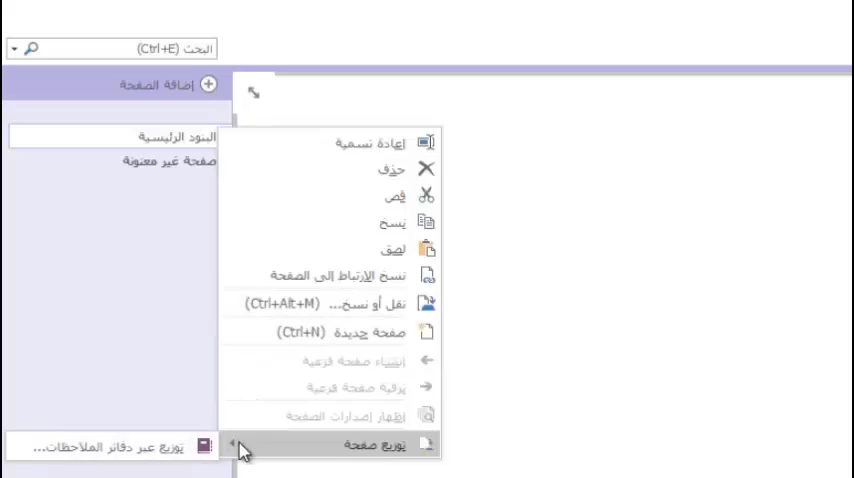 البحث (Ctrl+E)
إضافة الصفحة
البنود الرئيسية
صفحة غير معنونة
إعادة تسمية
حذف
قص
نسخ
لصق
نسخ الارتباط إلى الصفحة
نقل أو نسخ... (Ctrl+Alt+M)
صفحة جديدة (Ctrl+N)
إنشاء صفحة فرعية
ترقية صفحة فرعية
إظهار إصدارات الصفحة
توزيع صفحة
توزيع عبر دفاتر الملاحظات...